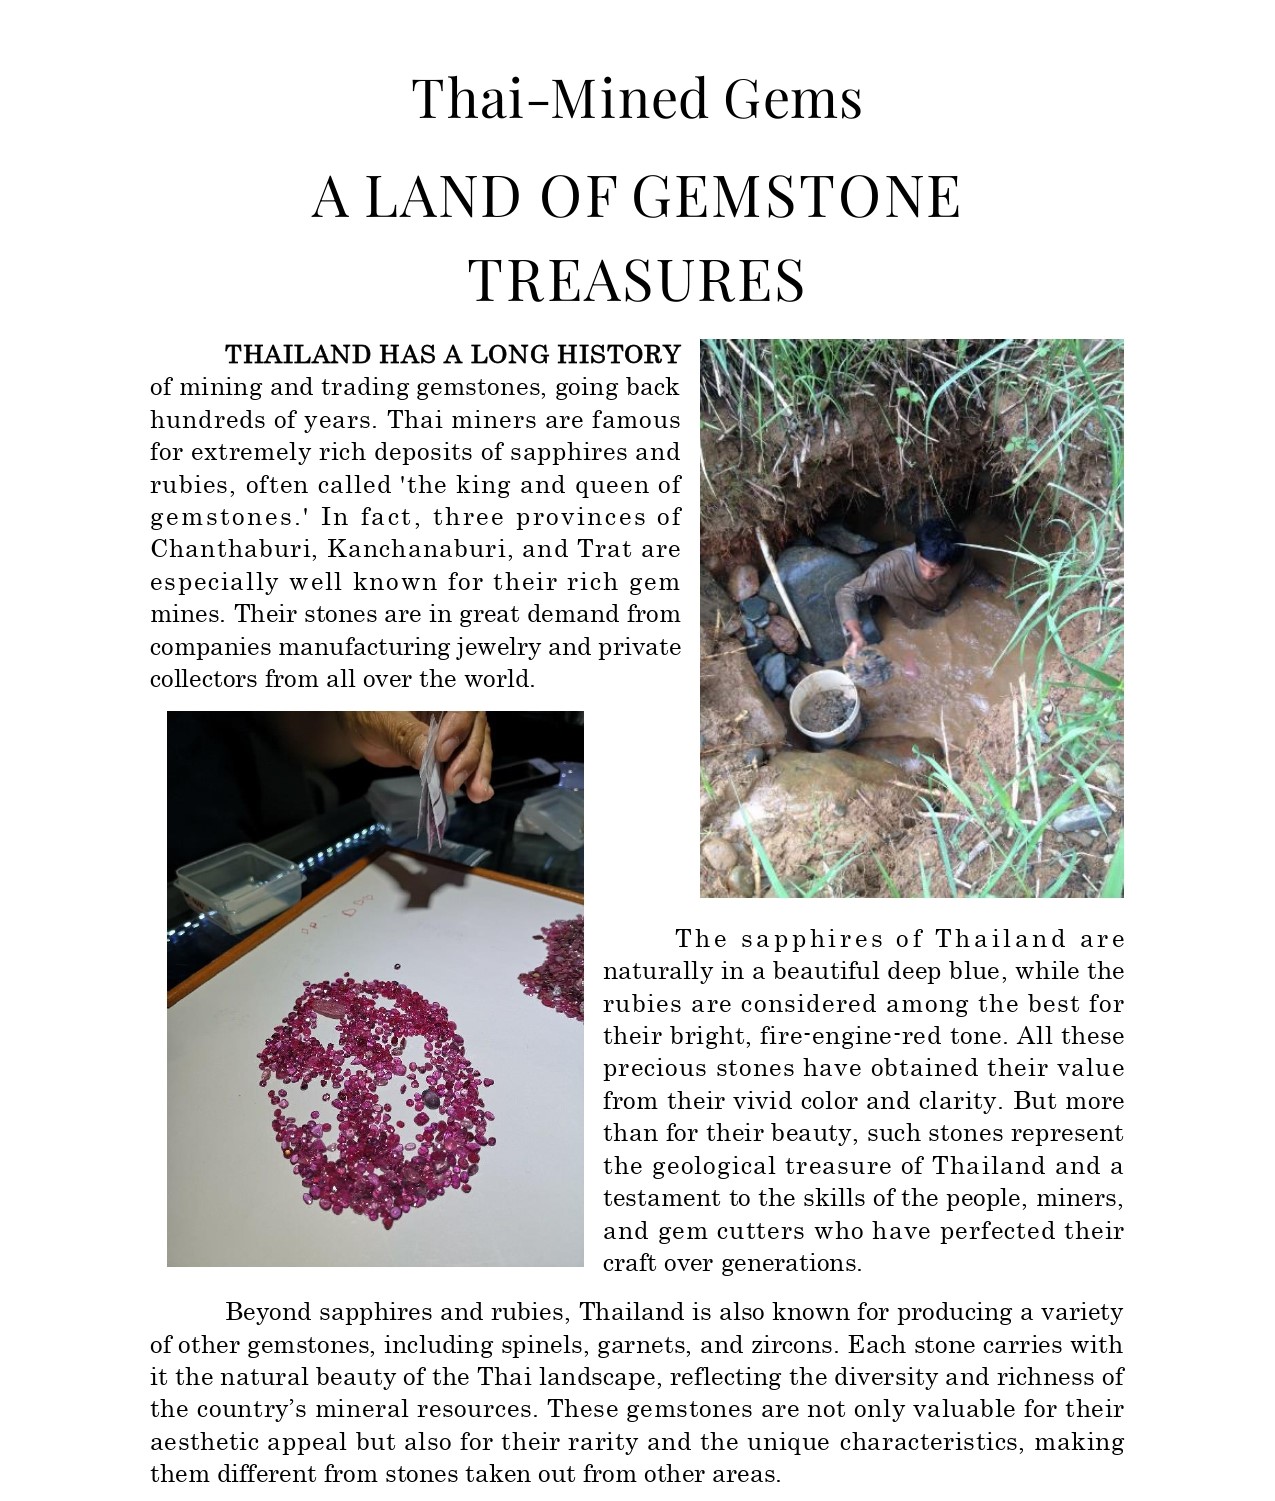 Thai-Mined Gems
A LAND OF GEMSTONE
TREASURES
THAILAND HAS A LONG HISTORY
of mining and trading gemstones, going back
hundreds of years. Thai miners are famous
for extremely rich deposits of sapphires and
rubies, often called 'the king and queen of
gemstones.' In fact, three provinces of
Chanthaburi, Kanchanaburi, and Trat are
especially well known for their rich gem
mines. Their stones are in great demand from
companies manufacturing jewelry and private
collectors from all over the world.
The sapphires of Thailand are
naturally in a beautiful deep blue, while the
rubies are considered among the best for
their bright, fire-engine-red tone. All these
precious stones have obtained their value
from their vivid color and clarity. But more
than for their beauty, such stones represent
the geological treasure of Thailand and a
testament to the skills of the people, miners,
and gem cutters who have perfected their
craft over generations.
Beyond sapphires and rubies, Thailand is also known for producing a variety
of other gemstones, including spinels, garnets, and zircons. Each stone carries with
it the natural beauty of the Thai landscape, reflecting the diversity and richness of
the country’s mineral resources. These gemstones are not only valuable for their
aesthetic appeal but also for their rarity and the unique characteristics, making
them different from stones taken out from other areas.